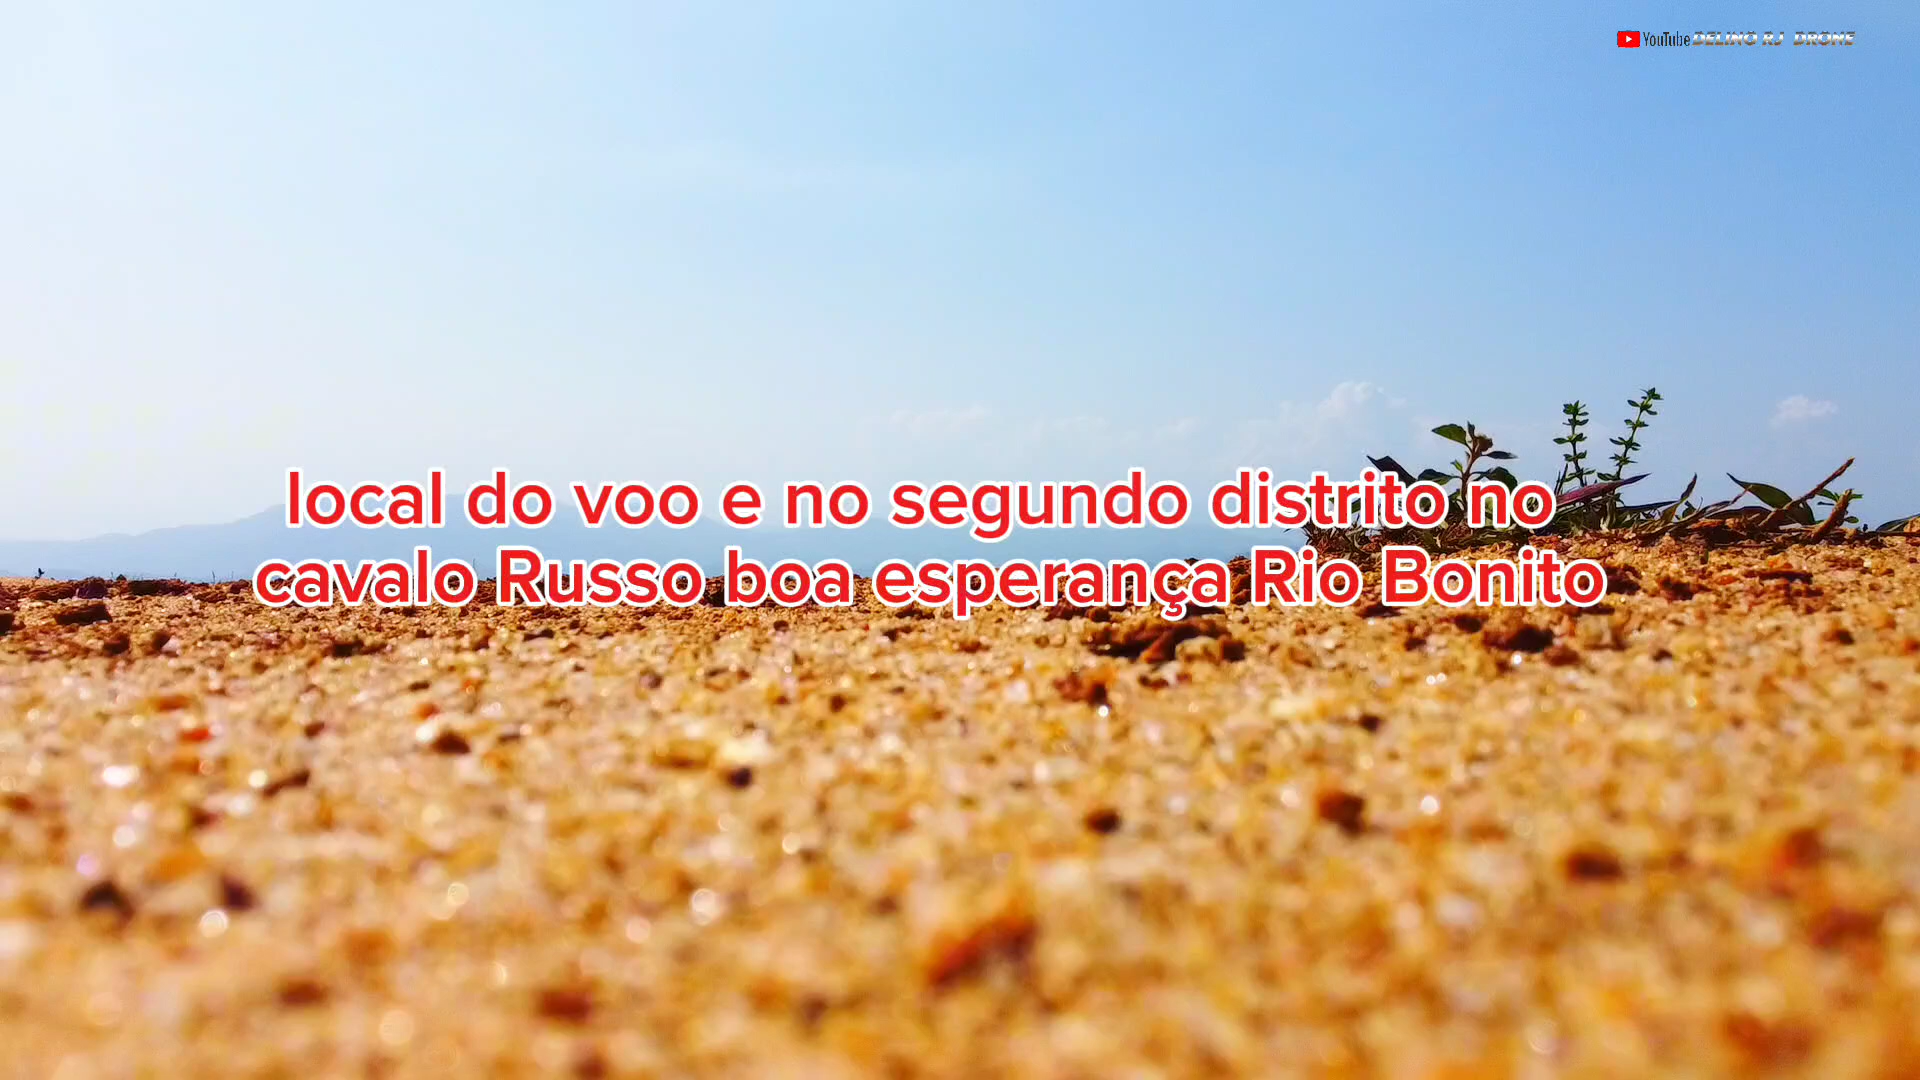 YouTube DELINO RJ DRONE
local do voo e no segundo distrito no
cavalo Russo boa esperança Rio Bonito